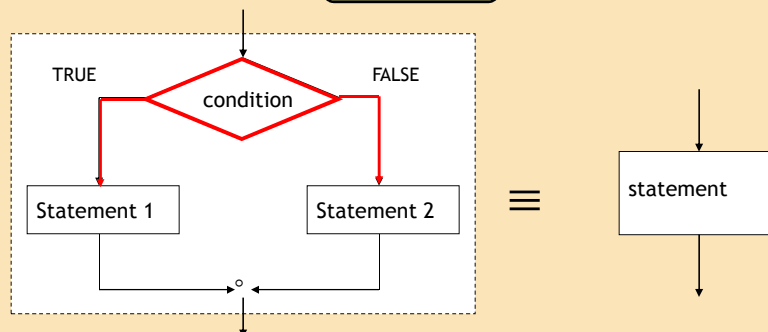 TRUE
FALSE
condition
Statement 1
Statement 2
≡
statement